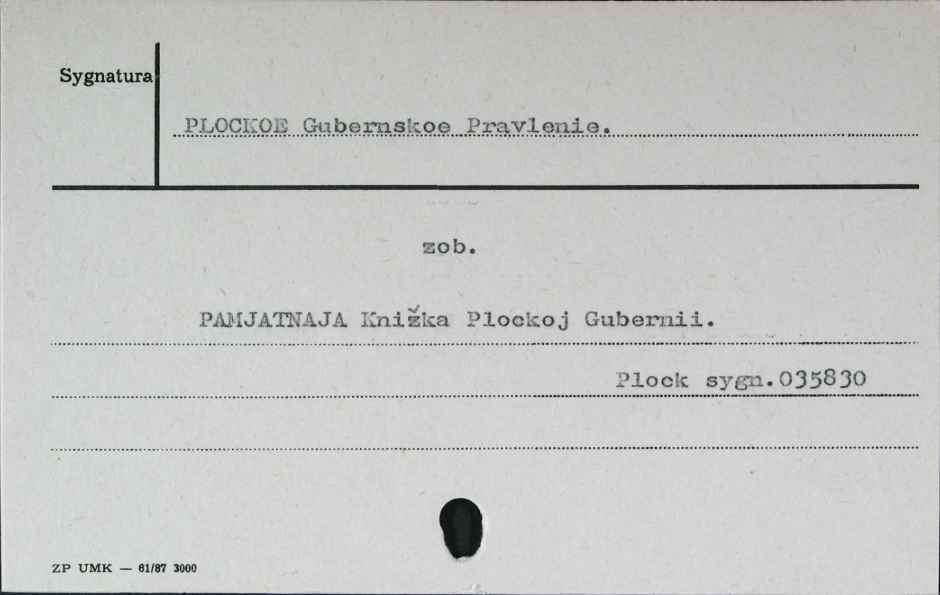 Sygnatura
PLOCKOE Gubernskoe Pravlenie.
zob.
PAMJATNAJA Knižka Plockoj Gubernii.
Plock sygn.035830
ZP UMK — 61/87 3000